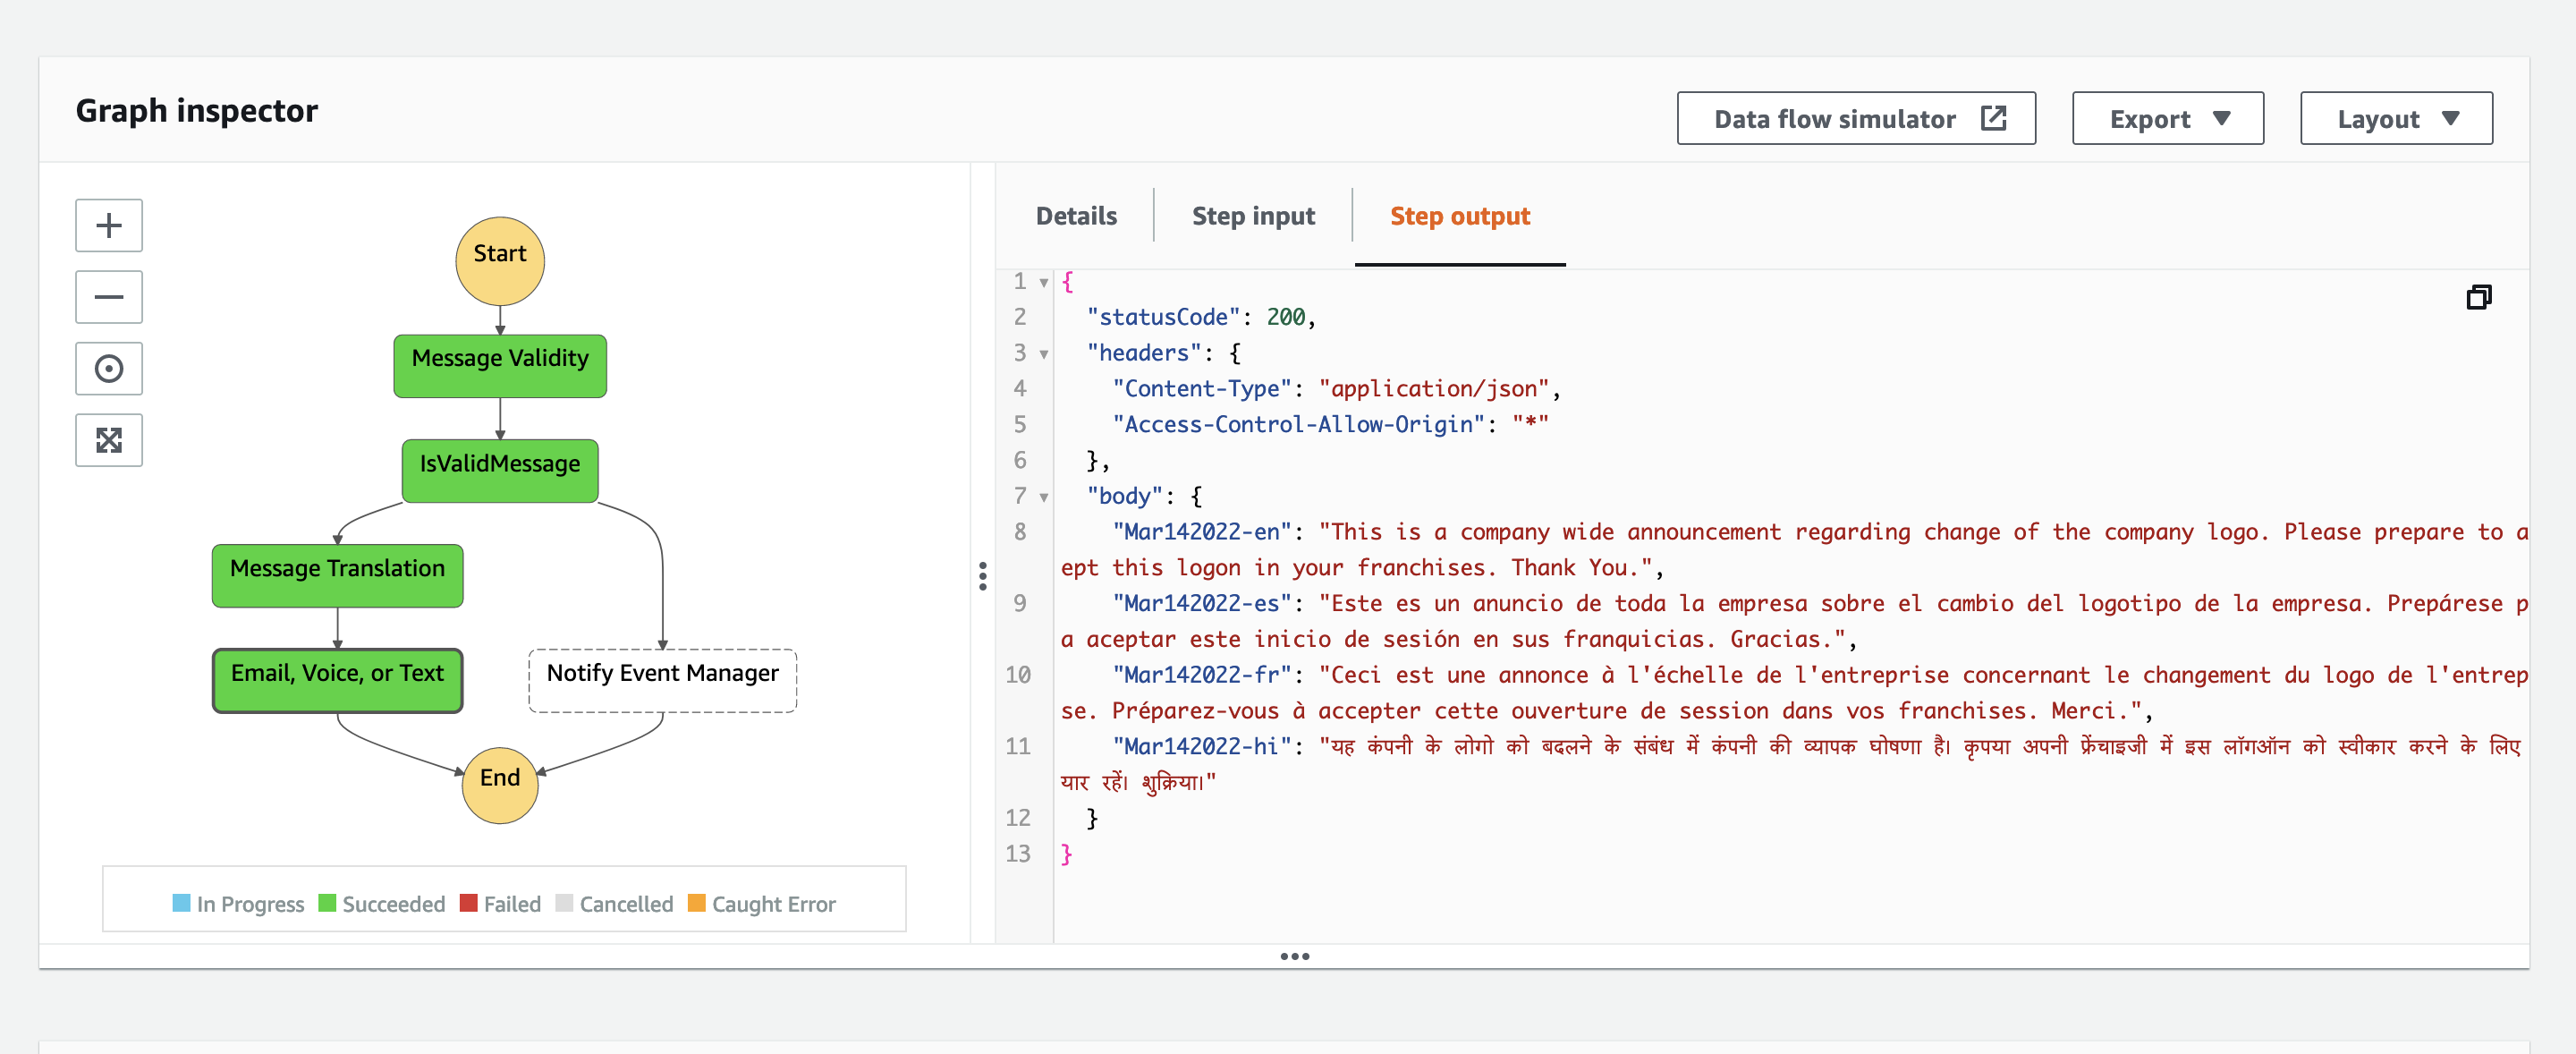 Graph inspector
Data flow simulator
Export
Layout
Start
Message Validity
IsValidMessage
Message Translation
Email, Voice, or Text
Notify Event Manager
End
In Progress Succeeded Failed Cancelled Caught Error
Details
Step input
Step output
1 {
2 "statusCode": 200,
3 "headers": {
4 "Content-Type": "application/json",
5 "Access-Control-Allow-Origin": "*"
6 },
7 "body": {
8 "Mar142022-en": "This is a company wide announcement regarding change of the company logo. Please prepare to a
ept this logon in your franchises. Thank You.",
9 "Mar142022-es": "Este es un anuncio de toda la empresa sobre el cambio del logotipo de la empresa. Prepárese p
a aceptar este inicio de sesión en sus franquicias. Gracias.",
10 "Mar142022-fr": "Ceci est une annonce à l'échelle de l'entreprise concernant le changement du logo de l'entrep
se. Préparez-vous à accepter cette ouverture de session dans vos franchises. Merci.",
11 "Mar142022-hi": "यह कंपनी के लोगो को बदलने के संबंध में कंपनी की व्यापक घोषणा है। कृपया अपनी फ्रेंचाइजी में इस लॉगऑन को स्वीकार करने के लिए
यार रहें। शुक्रिया।"
12 }
13 }